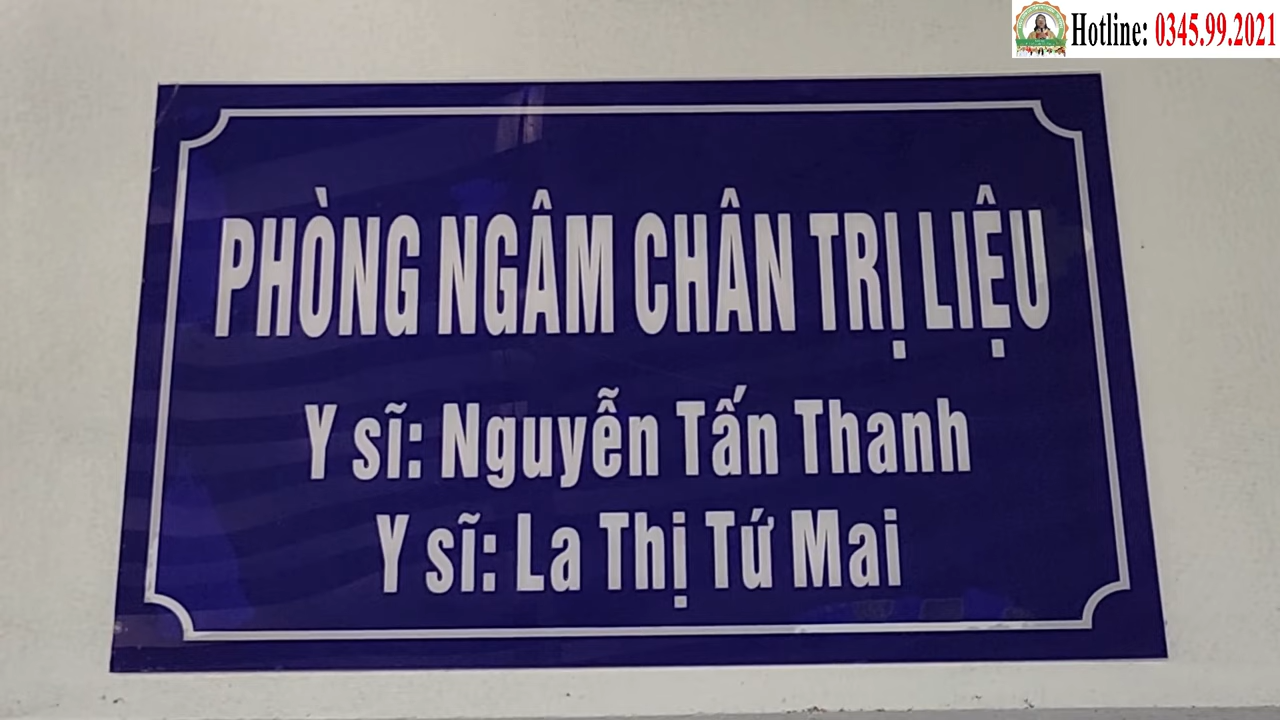 Hotline: 0345.99.2021
PHÒNG NGÂM CHÂN TRỊ LIỆU
Y sĩ: Nguyễn Tấn Thanh
Y sĩ: La Thị Tứ Mai